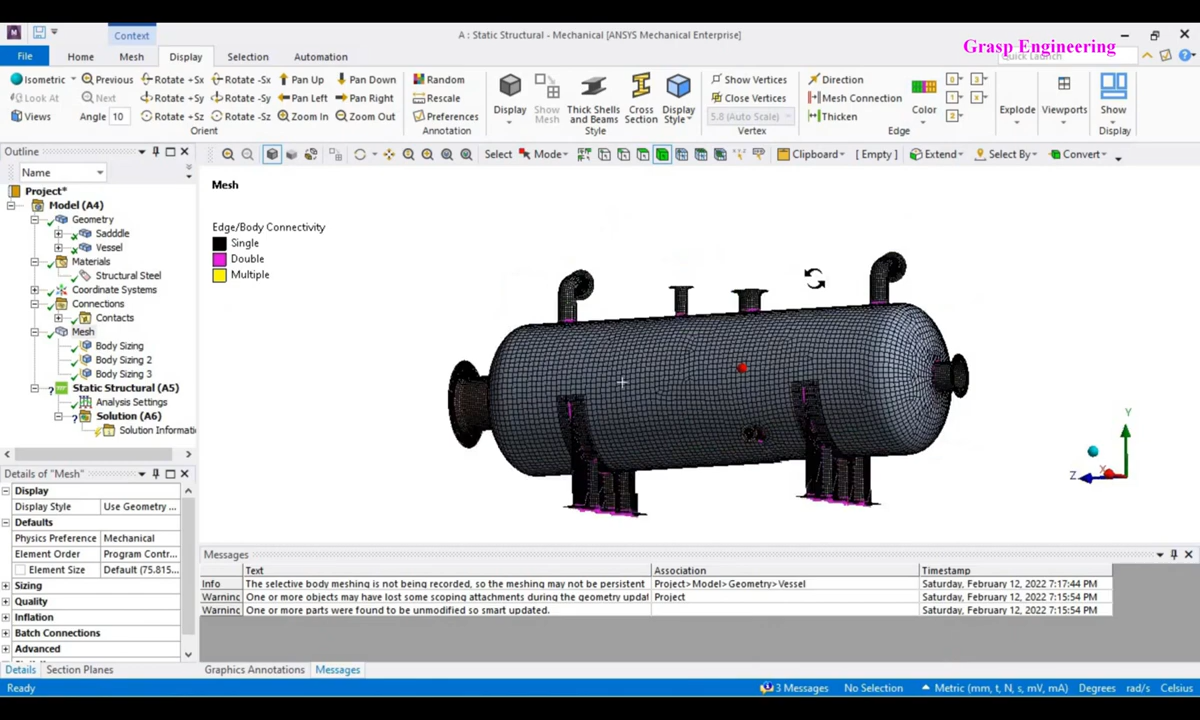 Context
A : Static Structural - Mechanical [ANSYS Mechanical Enterprise]
Grasp Engineering
File Home Mesh Display Selection Automation
Quick Launch
Isometric Previous Rotate +Sx Rotate -Sx Pan Up Pan Down Random
Look At Next Rotate +Sy Rotate -Sy Pan Left Pan Right Rescale
Views Angle 10 Rotate +Sz Rotate -Sz Zoom In Zoom Out Preferences
Orient Annotation
Display
Show Mesh
Thick Shells and Beams
Cross Section
Display Style
Style
Show Vertices
Close Vertices
5.8 (Auto Scale)
Vertex
Direction
Mesh Connection
Thicken
0 3
1 x
2
Color
Edge
Explode Viewports Show
Display
Outline
Select Mode Clipboard [ Empty ] Extend Select By Convert
Name
Project*
Model (A4)
Geometry
Sadddle
Vessel
Materials
Structural Steel
Coordinate Systems
Connections
Contacts
Mesh
Body Sizing
Body Sizing 2
Body Sizing 3
Static Structural (A5)
Analysis Settings
Solution (A6)
Solution Informati
Mesh
Edge/Body Connectivity
Single
Double
Multiple
Y
Z
X
Details of "Mesh"
Display
Display Style Use Geometry ...
Defaults
Physics Preference Mechanical
Element Order Program Contr...
Element Size Default (75.815...
Sizing
Quality
Inflation
Batch Connections
Advanced
Details Section Planes
Messages
Text Association Timestamp
Info The selective body meshing is not being recorded, so the meshing may not be persistent Project>Model>Geometry>Vessel Saturday, February 12, 2022 7:17:44 PM
Warninc One or more objects may have lost some scoping attachments during the geometry updat Project Saturday, February 12, 2022 7:15:54 PM
Warninc One or more parts were found to be unmodified so smart updated. Saturday, February 12, 2022 7:15:54 PM
Graphics Annotations Messages
Ready 3 Messages No Selection Metric (mm, t, N, s, mV, mA) Degrees rad/s Celsius